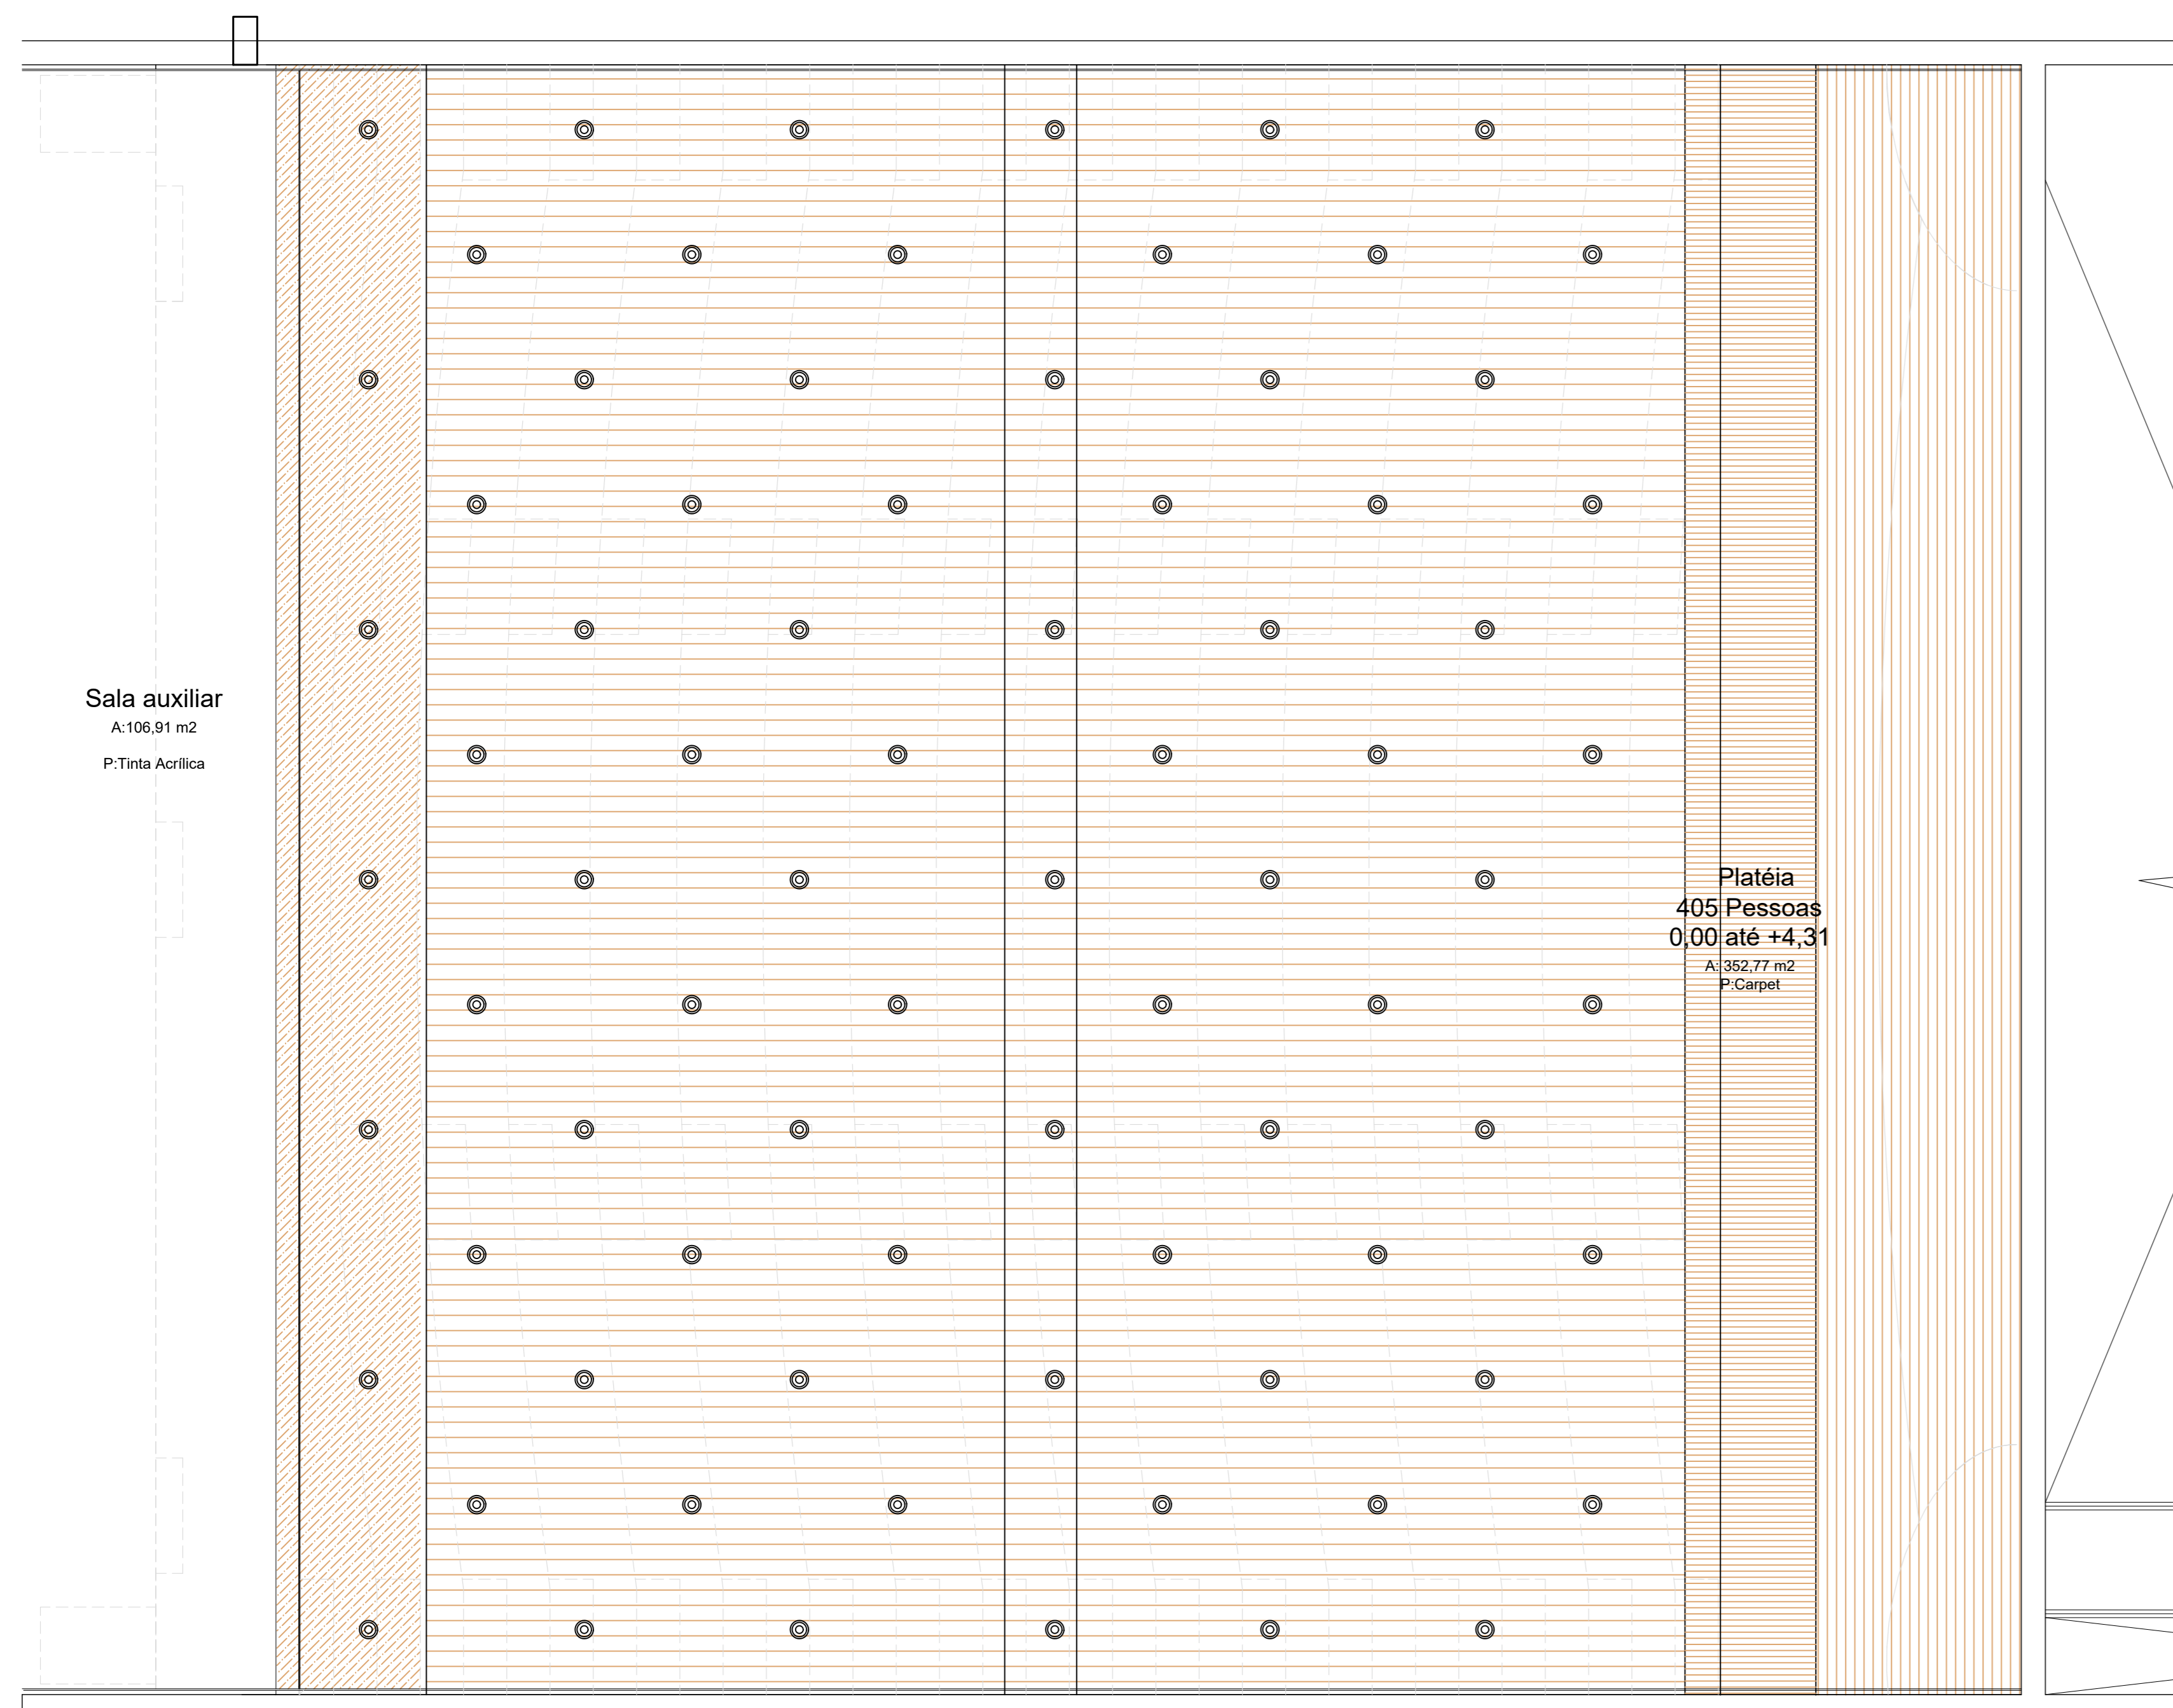 Sala auxiliar
A:106,91 m2
P:Tinta Acrílica
Platéia
405 Pessoas
0,00 até +4,31
A: 352,77 m2
P:Carpet